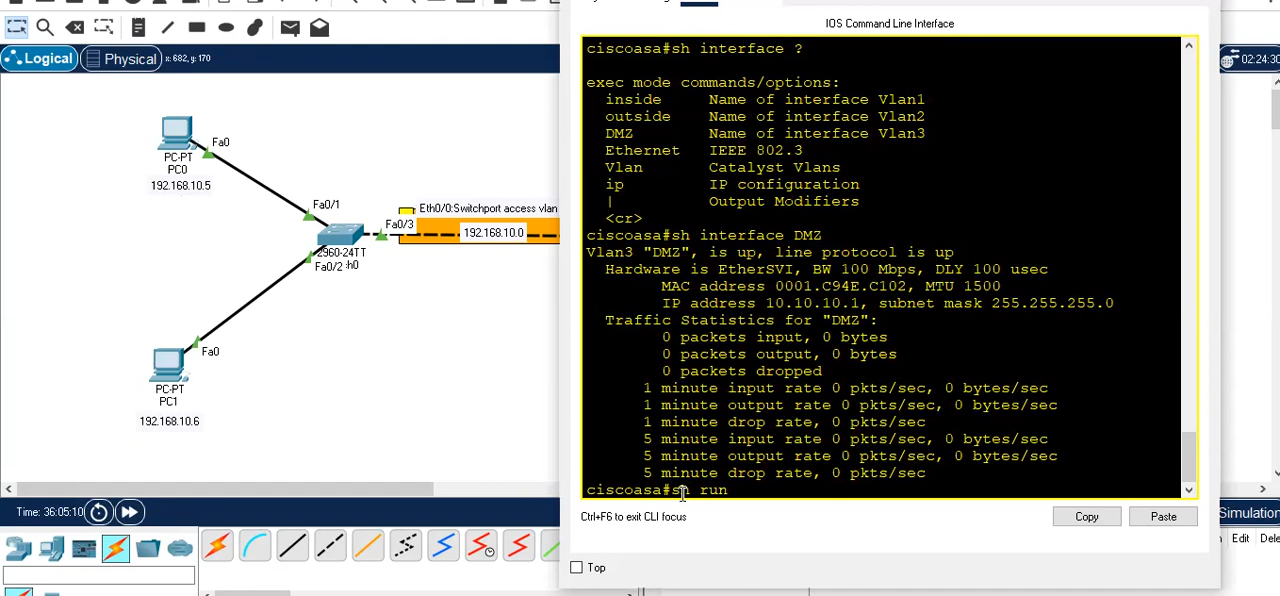 IOS Command Line Interface
Logical
Physical
x: 682, y: 170
02:24:30
Fa0
PC-PT
PC0
192.168.10.5
Fa0/1
Eth0/0:Switchport access vlan
Fa0/3
192.168.10.0
2960-24TT
Fa0/2
Fa0
PC-PT
PC1
192.168.10.6
ciscoasa#sh interface ?
exec mode commands/options:
inside Name of interface Vlan1
outside Name of interface Vlan2
DMZ Name of interface Vlan3
Ethernet IEEE 802.3
Vlan Catalyst Vlans
ip IP configuration
| Output Modifiers
<cr>
ciscoasa#sh interface DMZ
Vlan3 "DMZ", is up, line protocol is up
Hardware is EtherSVI, BW 100 Mbps, DLY 100 usec
MAC address 0001.C94E.C102, MTU 1500
IP address 10.10.10.1, subnet mask 255.255.255.0
Traffic Statistics for "DMZ":
0 packets input, 0 bytes
0 packets output, 0 bytes
0 packets dropped
1 minute input rate 0 pkts/sec, 0 bytes/sec
1 minute output rate 0 pkts/sec, 0 bytes/sec
1 minute drop rate, 0 pkts/sec
5 minute input rate 0 pkts/sec, 0 bytes/sec
5 minute output rate 0 pkts/sec, 0 bytes/sec
5 minute drop rate, 0 pkts/sec
ciscoasa#sh run
Ctrl+F6 to exit CLI focus
Copy
Paste
Top
Time: 36:05:10
Simulation
Edit